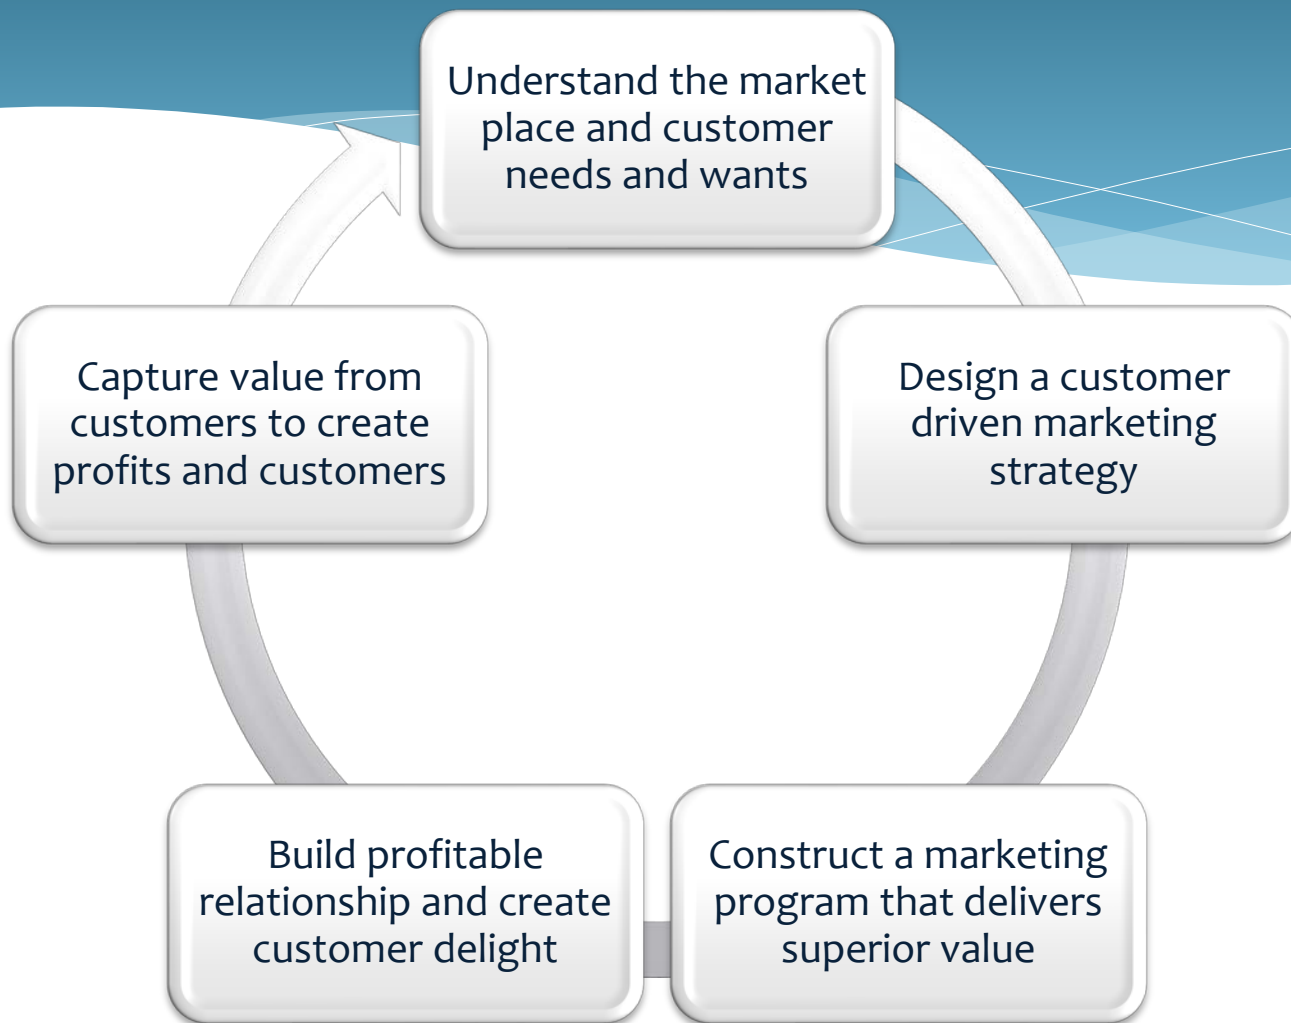 Understand the market
place and customer
needs and wants
Design a customer
driven marketing
strategy
Construct a marketing
program that delivers
superior value
Build profitable
relationship and create
customer delight
Capture value from
customers to create
profits and customers